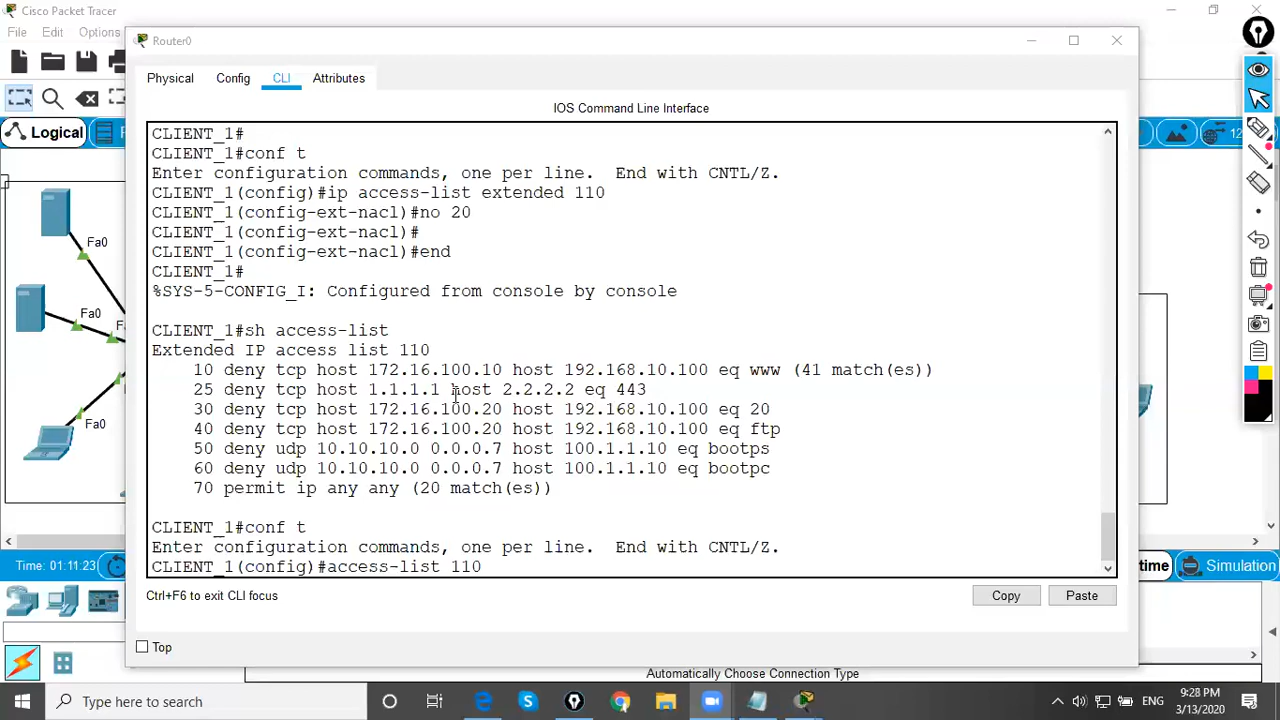 Cisco Packet Tracer
File Edit Options
Router0
Physical Config CLI Attributes
IOS Command Line Interface
Logical
CLIENT_1#
CLIENT_1#conf t
Enter configuration commands, one per line. End with CNTL/Z.
CLIENT_1(config)#ip access-list extended 110
CLIENT_1(config-ext-nacl)#no 20
CLIENT_1(config-ext-nacl)#
CLIENT_1(config-ext-nacl)#end
CLIENT_1#
%SYS-5-CONFIG_I: Configured from console by console
CLIENT_1#sh access-list
Extended IP access list 110
10 deny tcp host 172.16.100.10 host 192.168.10.100 eq www (41 match(es))
25 deny tcp host 1.1.1.1 host 2.2.2.2 eq 443
30 deny tcp host 172.16.100.20 host 192.168.10.100 eq 20
40 deny tcp host 172.16.100.20 host 192.168.10.100 eq ftp
50 deny udp 10.10.10.0 0.0.0.7 host 100.1.1.10 eq bootps
60 deny udp 10.10.10.0 0.0.0.7 host 100.1.1.10 eq bootpc
70 permit ip any any (20 match(es))
CLIENT_1#conf t
Enter configuration commands, one per line. End with CNTL/Z.
CLIENT_1(config)#access-list 110
Fa0
Fa0
Fa0
Time: 01:11:23
Simulation
Ctrl+F6 to exit CLI focus
Copy Paste
Top
Automatically Choose Connection Type
Type here to search
ENG
9:28 PM
3/13/2020